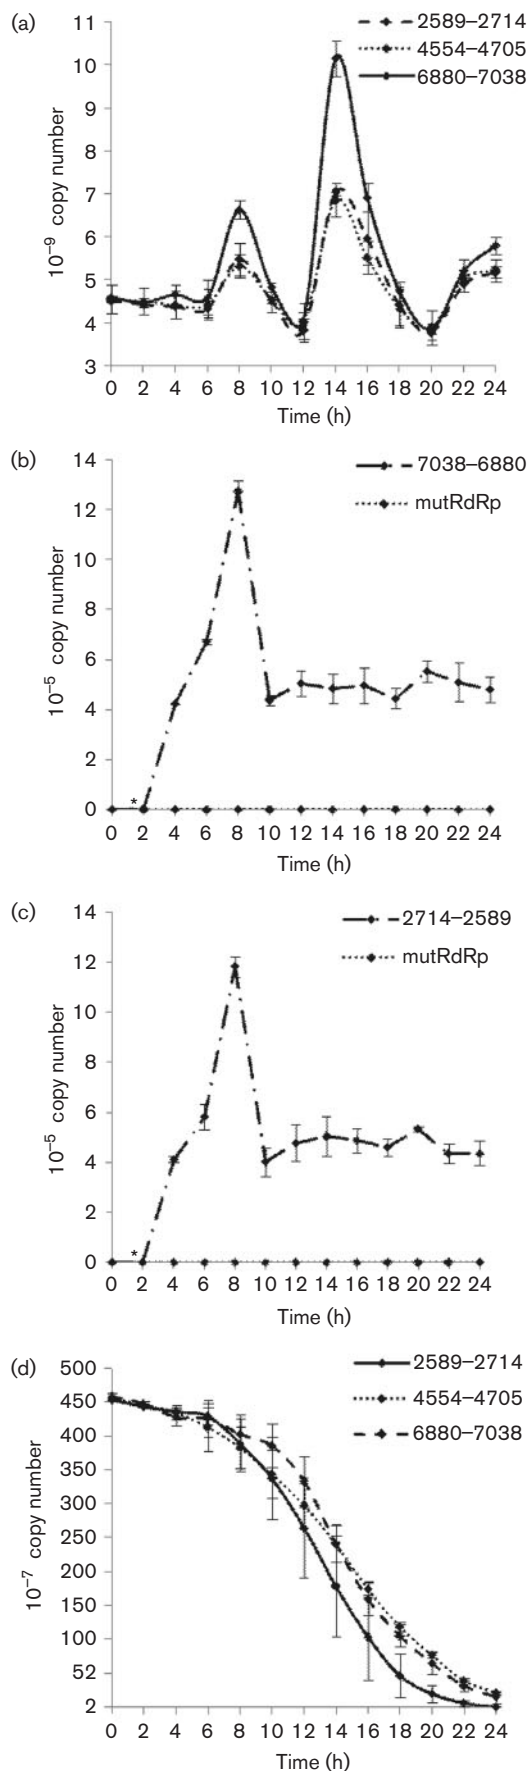 (a)
11
10
9
8
7
6
5
4
3
10⁻⁹ copy number
2589–2714
4554–4705
6880–7038
0 2 4 6 8 10 12 14 16 18 20 22 24
Time (h)
(b)
14
12
10
8
6
4
2
0
10⁻⁵ copy number
7038–6880
mutRdRp
*
0 2 4 6 8 10 12 14 16 18 20 22 24
Time (h)
(c)
14
12
10
8
6
4
2
0
10⁻⁵ copy number
2714–2589
mutRdRp
*
0 2 4 6 8 10 12 14 16 18 20 22 24
Time (h)
(d)
500
450
400
350
300
250
200
150
100
52
2
10⁻⁷ copy number
2589–2714
4554–4705
6880–7038
0 2 4 6 8 10 12 14 16 18 20 22 24
Time (h)